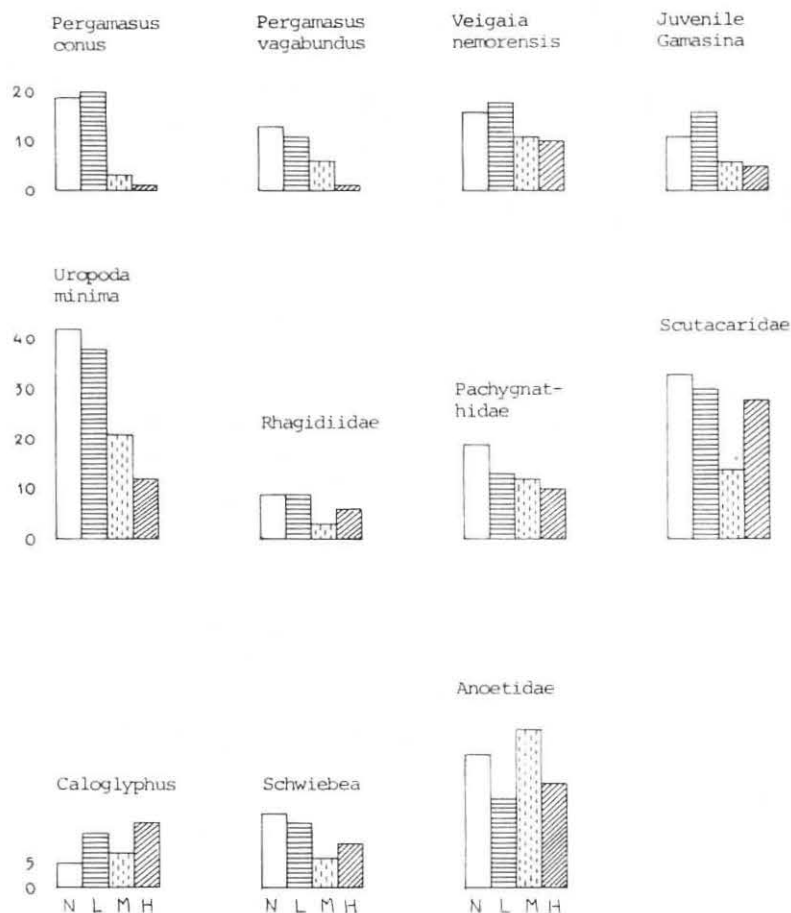 Pergamasus
conus
Pergamasus
vagabundus
Veigaia
nemorensis
Juvenile
Gamasina
20
10
0
Uropoda
minima
40
30
20
10
0
Rhagidiidae
Pachygnat-
hidae
Scutacaridae
Caloglyphus
Schwiebea
Anoetidae
5
0
N L M H
N L M H
N L M H